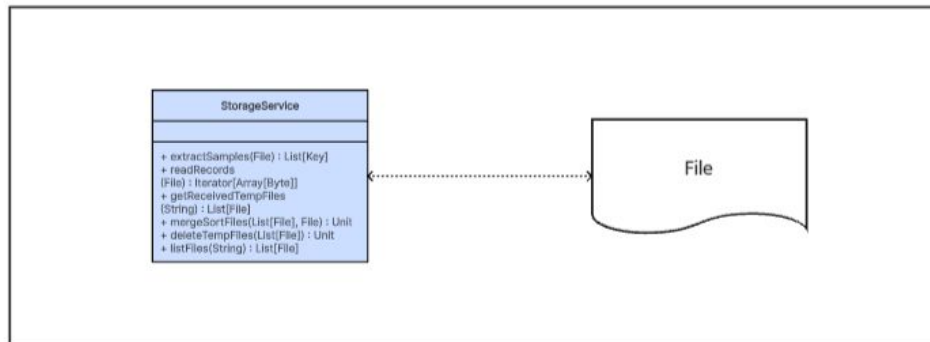 StorageService
+ extractSamples(File) : List[Key]
+ readRecords
(File) : Iterator[Array[Byte]]
+ getReceivedTempFiles
(String) : List[File]
+ mergeSortFiles(List[File], File) : Unit
+ deleteTempFiles(List[File]) : Unit
+ listFiles(String) : List[File]
File